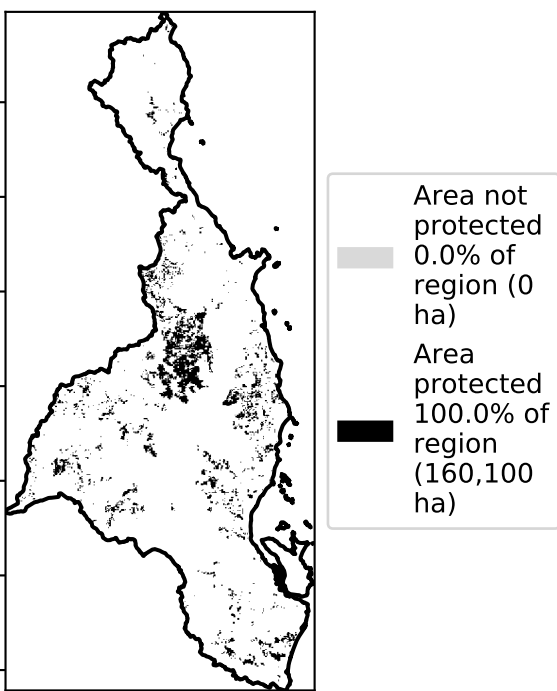 Area not
protected
0.0% of
region (0
ha)
Area
protected
100.0% of
region
(160,100
ha)